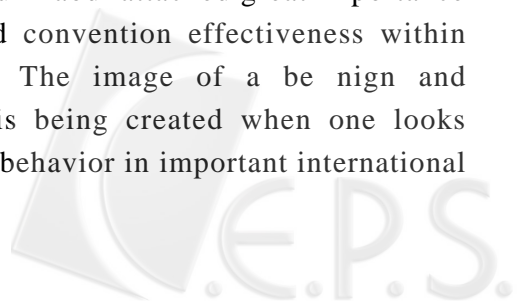 convention effectiveness within
The image of a be nign and
is being created when one looks
behavior in important international
C.E.P.S.